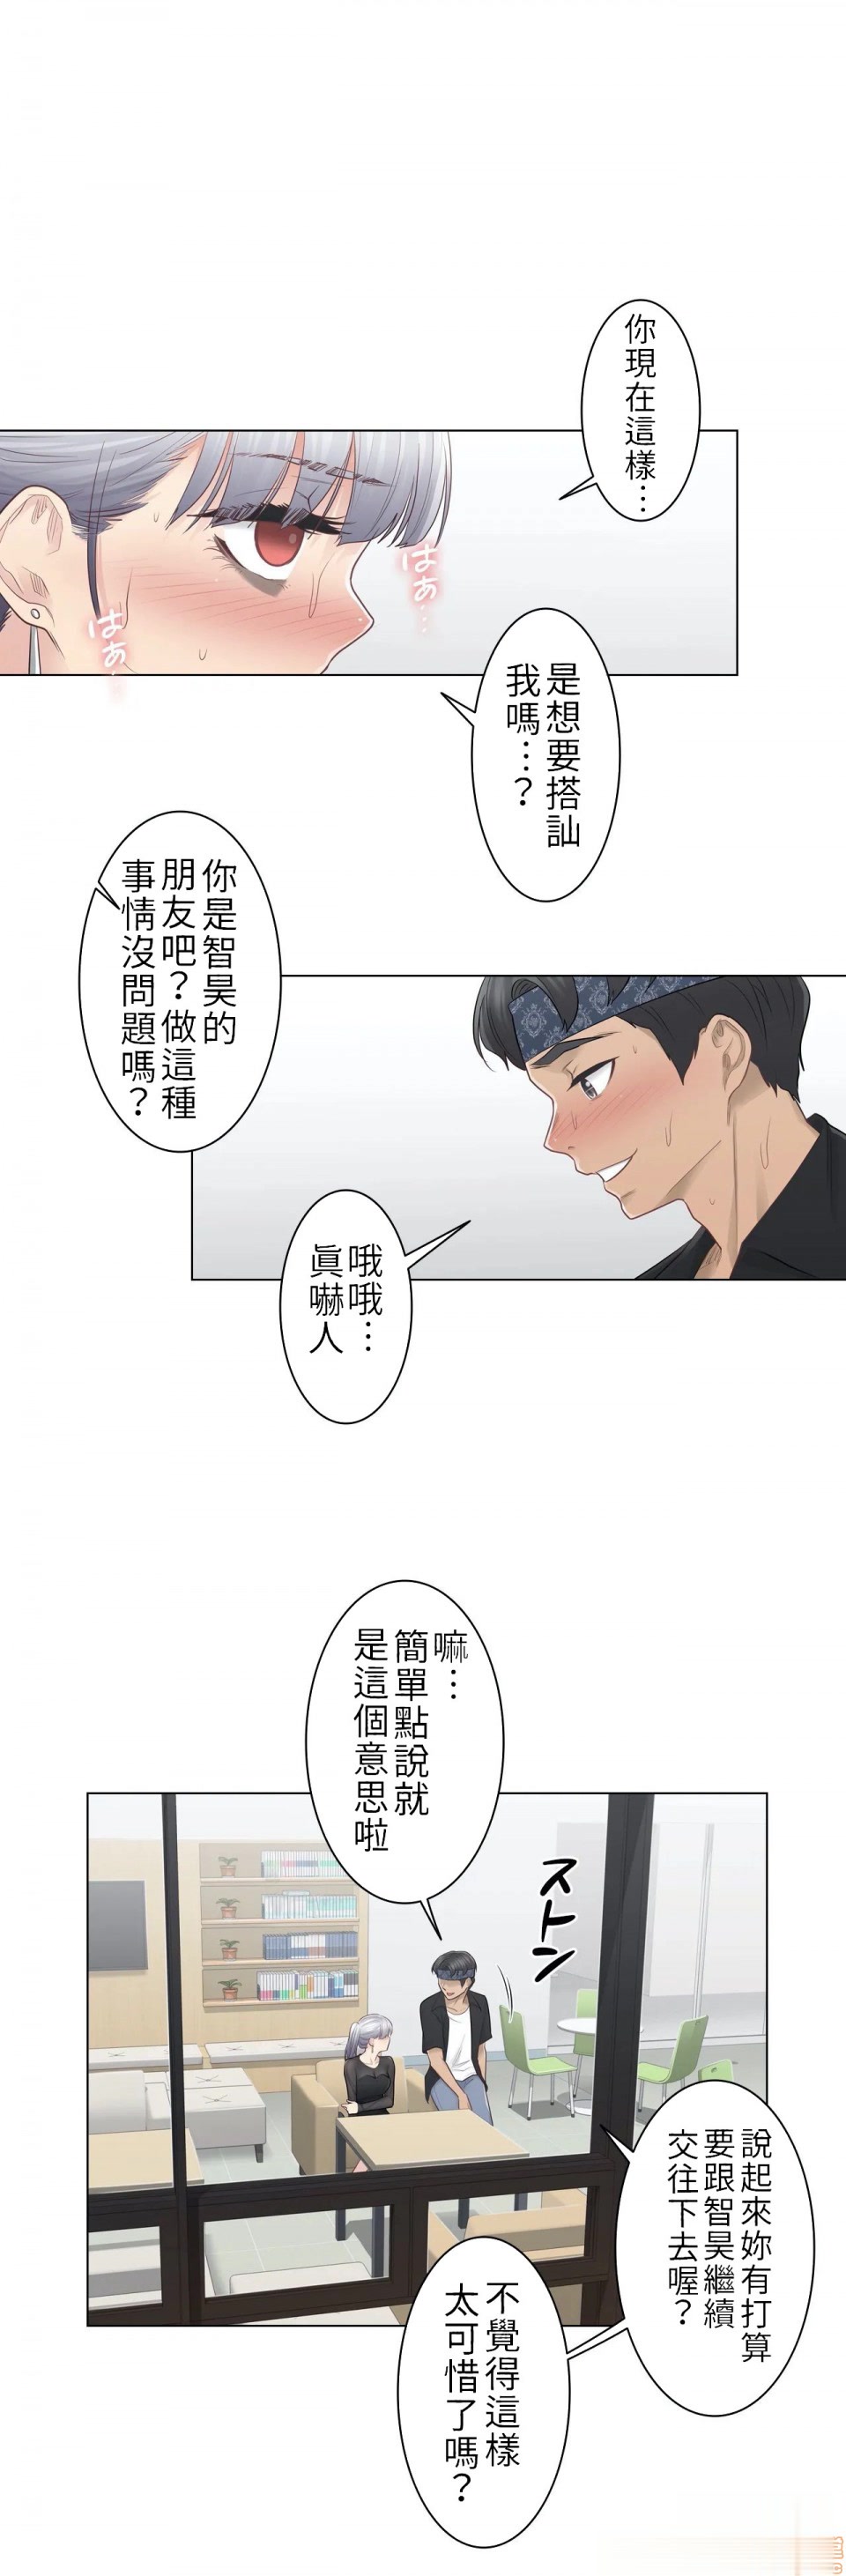 你現在這樣…
はぁ…
はぁ…
是想要搭訕
我嗎…？
你是智昊的
朋友吧？做這種
事情沒問題嗎？
哦哦…
眞嚇人
嘛…
簡單點說就
是這個意思啦
ストン
說起來妳有打算
要跟智昊繼續
交往下去喔？
不覺得這樣
太可惜了嗎？